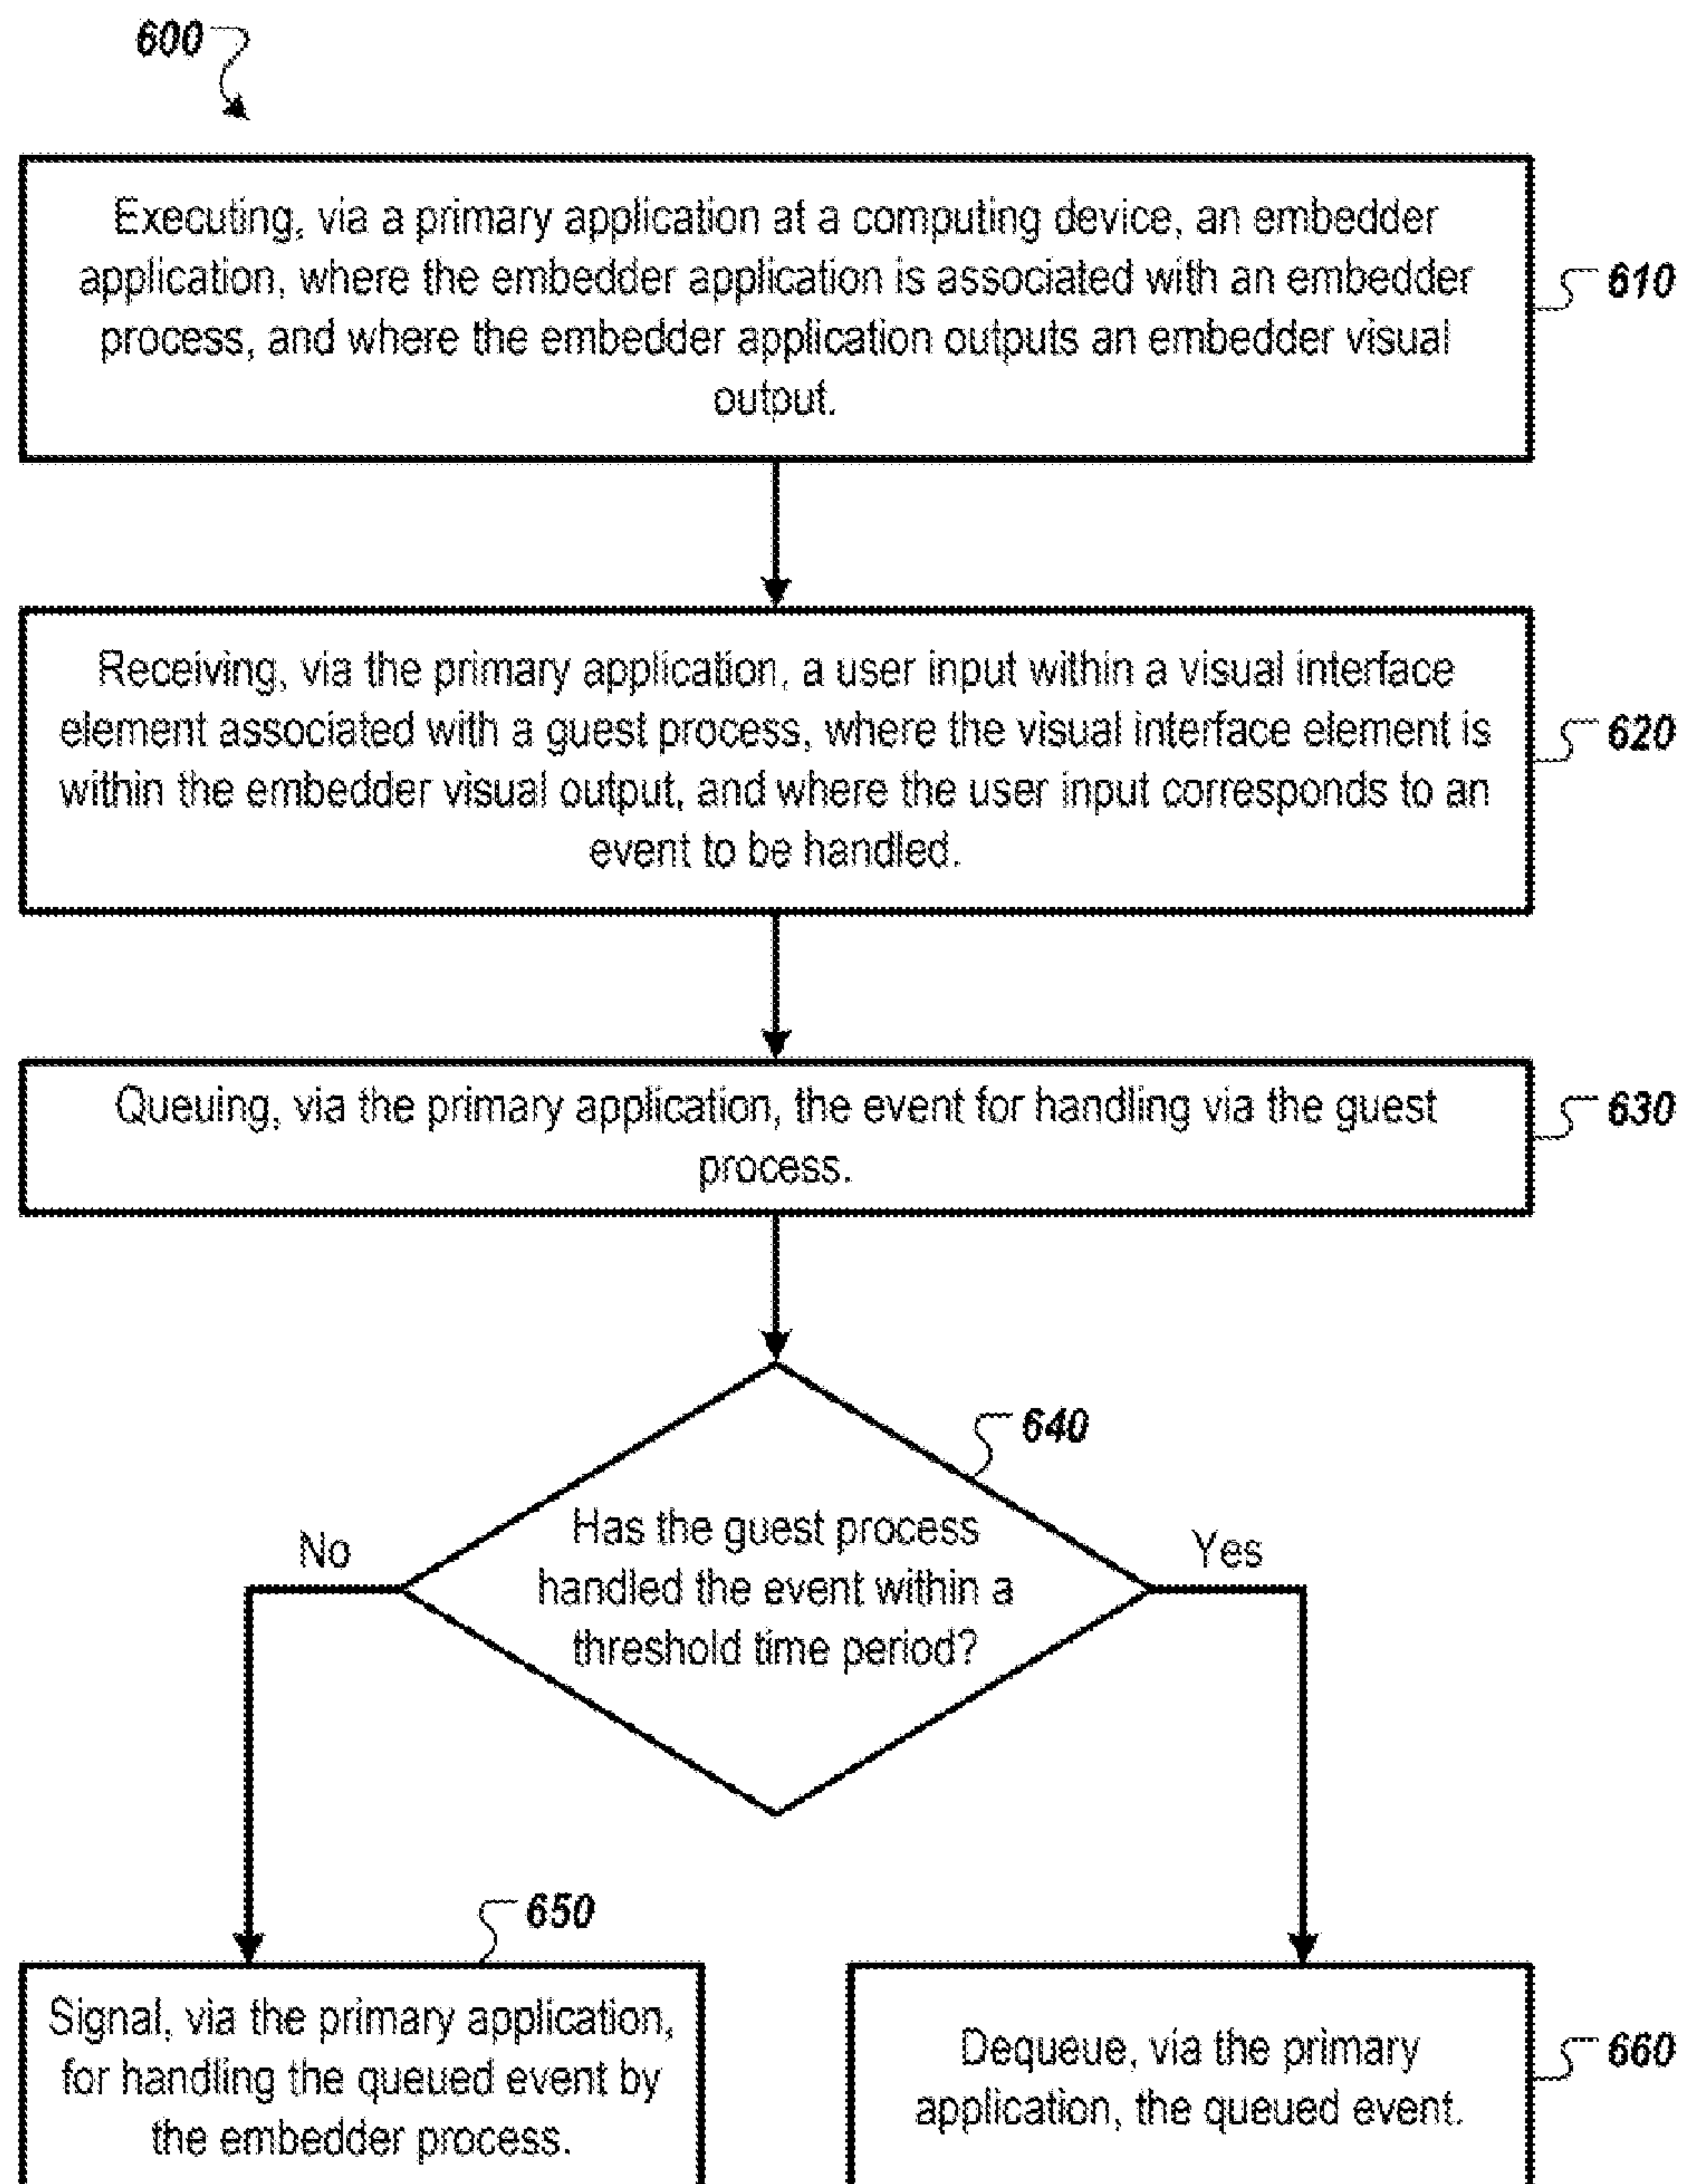 600
Executing, via a primary application at a computing device, an embedder
application, where the embedder application is associated with an embedder
process, and where the embedder application outputs an embedder visual
output.
610
Receiving, via the primary application, a user input within a visual interface
element associated with a guest process, where the visual interface element is
within the embedder visual output, and where the user input corresponds to an
event to be handled.
620
Queuing, via the primary application, the event for handling via the guest
process.
630
640
Has the guest process
handled the event within a
threshold time period?
No
Yes
650
Signal, via the primary application,
for handling the queued event by
the embedder process.
Dequeue, via the primary
application, the queued event.
660